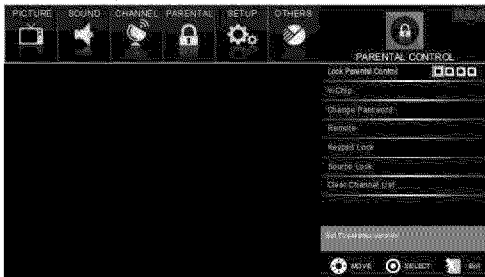 PICTURE SOUND CHANNEL PARENTAL SETUP OTHERS
PARENTAL CONTROL
Lock Parental Control
V-Chip
Change Password
Remote
Keypad Lock
Source Lock
Clear Channel List
MOVE SELECT Exit